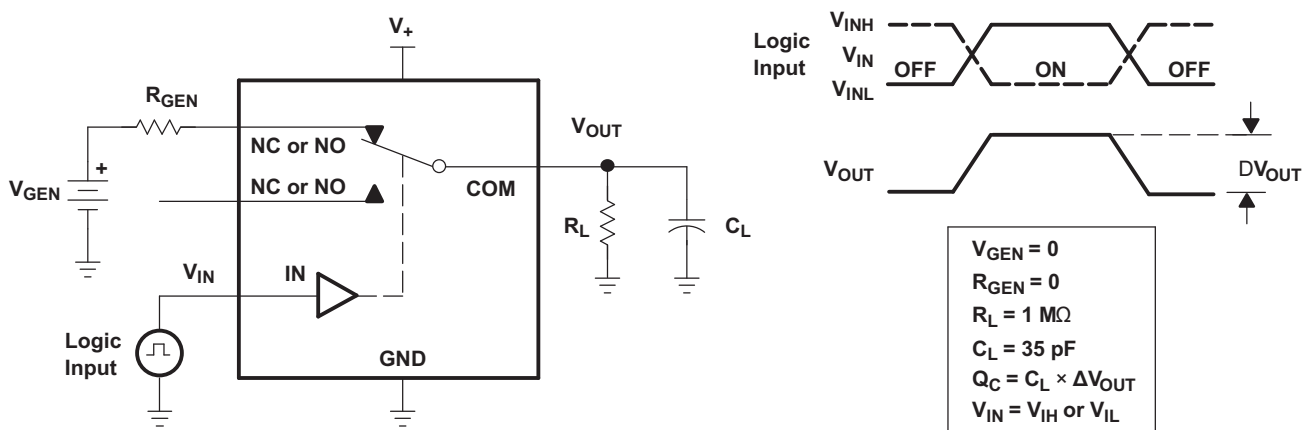 V+
RGEN
NC or NO
VOUT
NC or NO
COM
+
VGEN
RL
CL
VIN
IN
Logic
Input
GND
Logic
Input
VINH
VIN
VINL
OFF
ON
OFF
VOUT
DVOUT
VGEN = 0
RGEN = 0
RL = 1 MΩ
CL = 35 pF
QC = CL × ΔVOUT
VIN = VIH or VIL